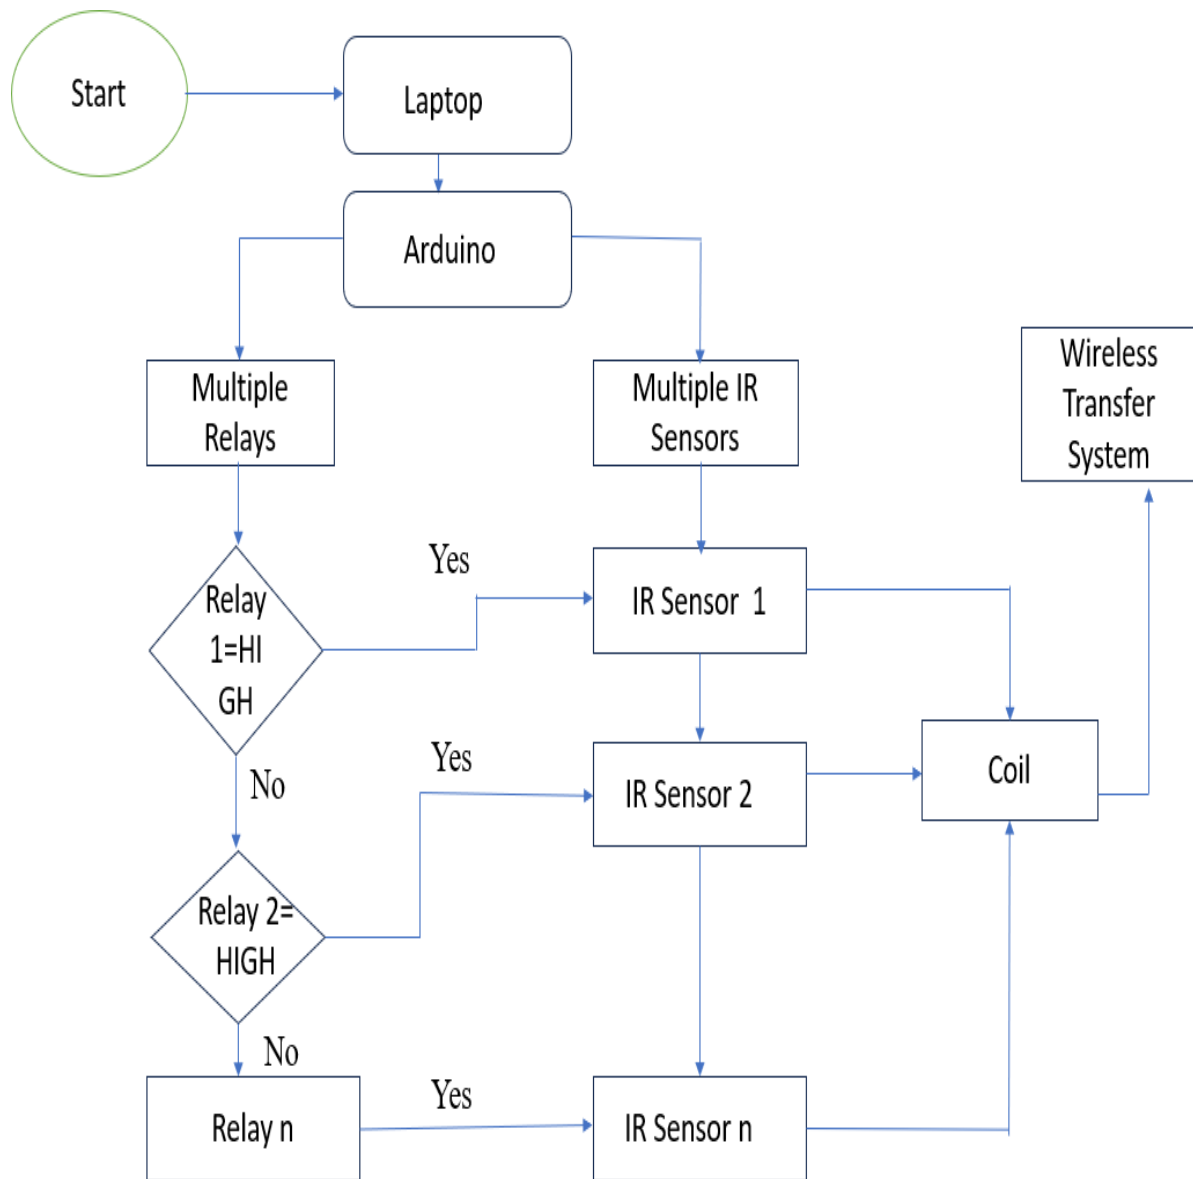 Start
Laptop
Arduino
Multiple
Relays
Multiple IR
Sensors
Wireless
Transfer
System
Relay
1=HI
GH
Yes
IR Sensor 1
No
Yes
IR Sensor 2
Coil
Relay 2=
HIGH
No
Relay n
Yes
IR Sensor n